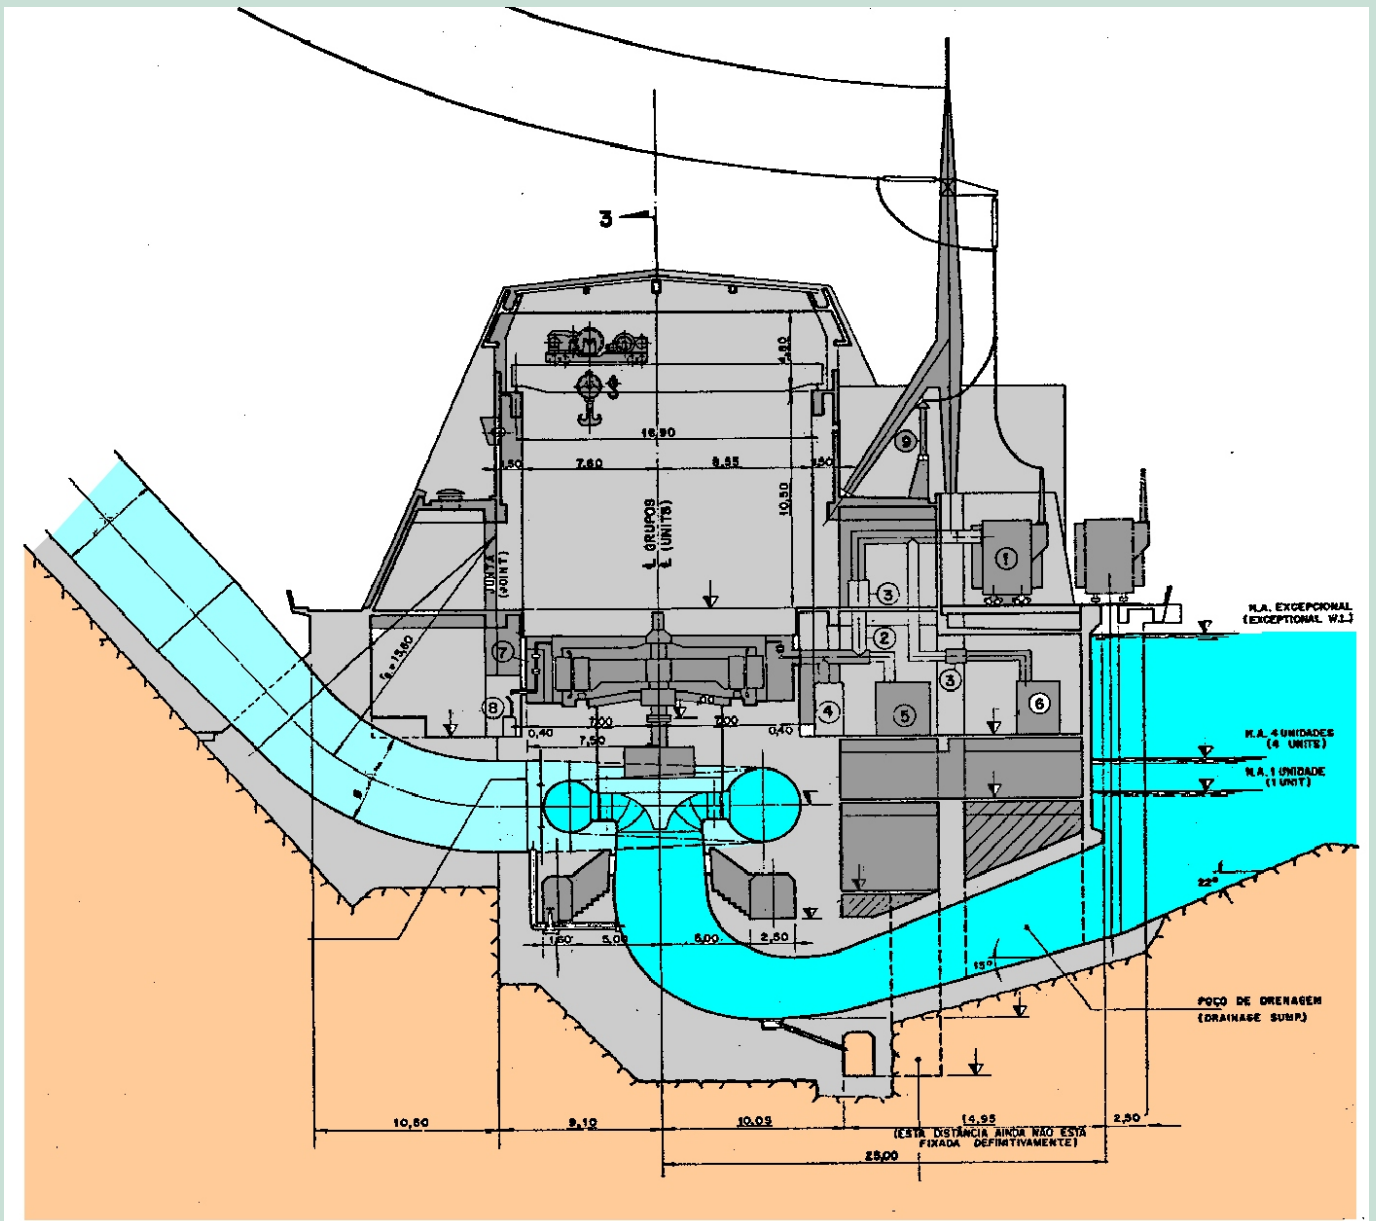 3
4,80
16,90
9
1,50
7,60
8,55
1,50
10,50
℄ GRUPOS
℄ (UNITS)
JUNTA
(JOINT)
1
3
N.A. EXCEPCIONAL
(EXCEPTIONAL W.L.)
2
7
3
8
4
5
6
7,00
7,00
0,40
0,40
7,50
N.A. 4 UNIDADES
(4 UNITS)
N.A. 1 UNIDADE
(1 UNIT)
22°
1,60
5,00
5,00
2,50
15°
POÇO DE DRENAGEM
(DRAINAGE SUMP)
10,60
9,10
10,05
14,95
2,50
(ESTA DISTÂNCIA AINDA NÃO ESTÁ
FIXADA DEFINITIVAMENTE)
25,00